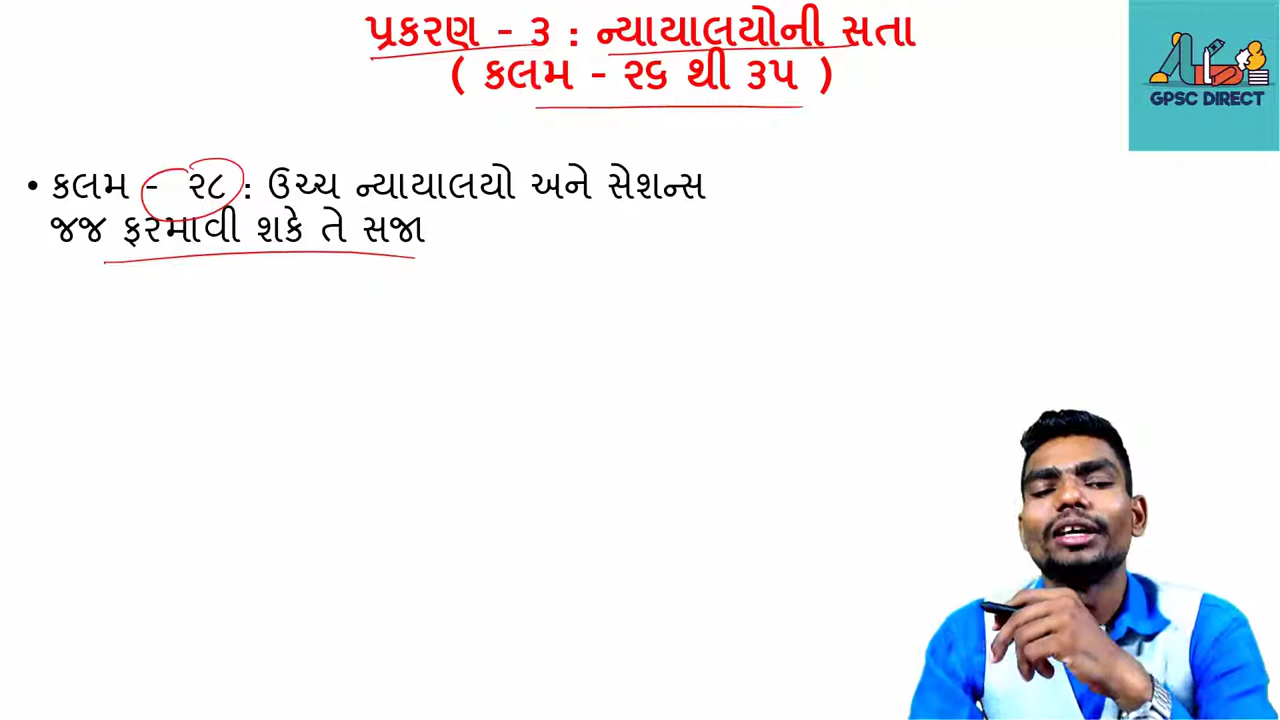 પ્રકરણ - ૩ : ન્યાયાલયોની સતા
( કલમ - ૨૬ થી ૩૫ )
GPSC DIRECT
• કલમ - ૨૮ : ઉચ્ચ ન્યાયાલયો અને સેશન્સ
જજ ફરમાવી શકે તે સજા